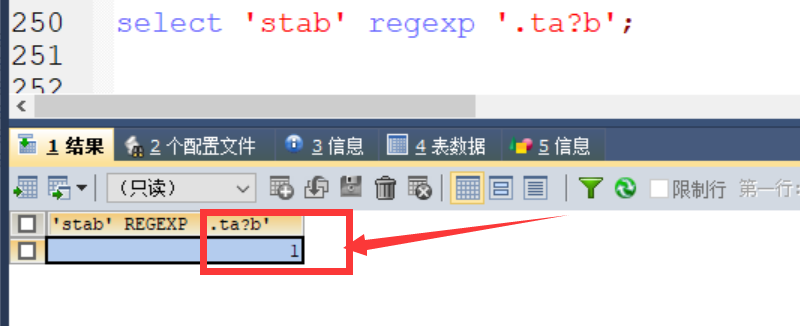 250 select 'stab' regexp '.ta?b';
251
252
1 结果 2 个配置文件 3 信息 4 表数据 5 信息
（只读） 限制行 第一行:
'stab' REGEXP '.ta?b'
1